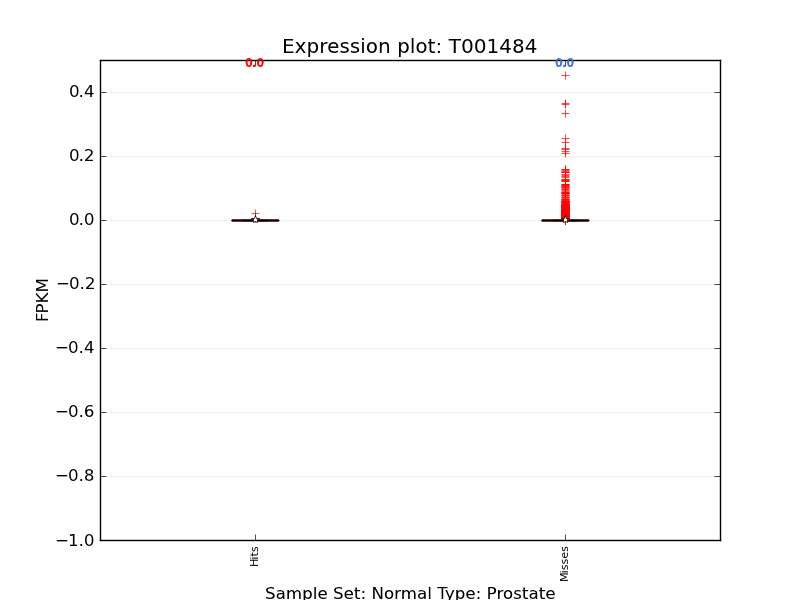 Expression plot: T001484
0.0 0.0
0.4
0.2
0.0
−0.2
−0.4
−0.6
−0.8
−1.0
FPKM
Hits
Misses
Sample Set: Normal Type: Prostate